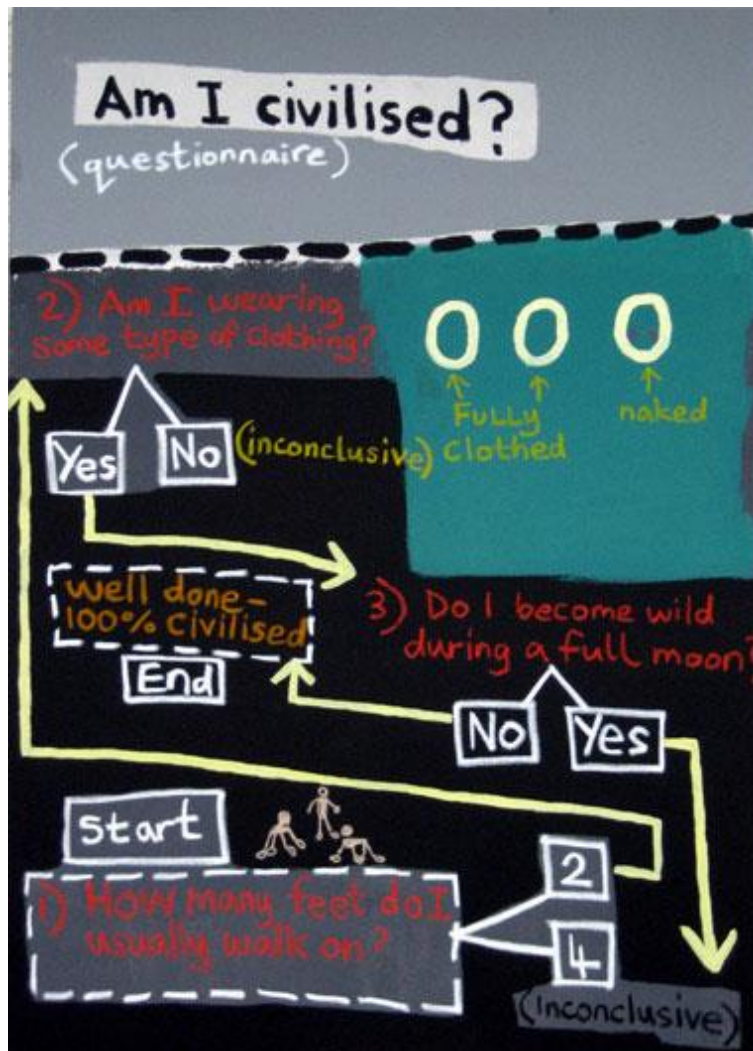 Am I civilised?
(questionnaire)
2) Am I wearing
some type of clothing?
Yes
No
(inconclusive)
FULLY
clothed
naked
well done -
100% civilised
End
3) Do I become wild
during a full moon?
No
Yes
Start
1) How many feet do I
usually walk on?
2
4
(inconclusive)